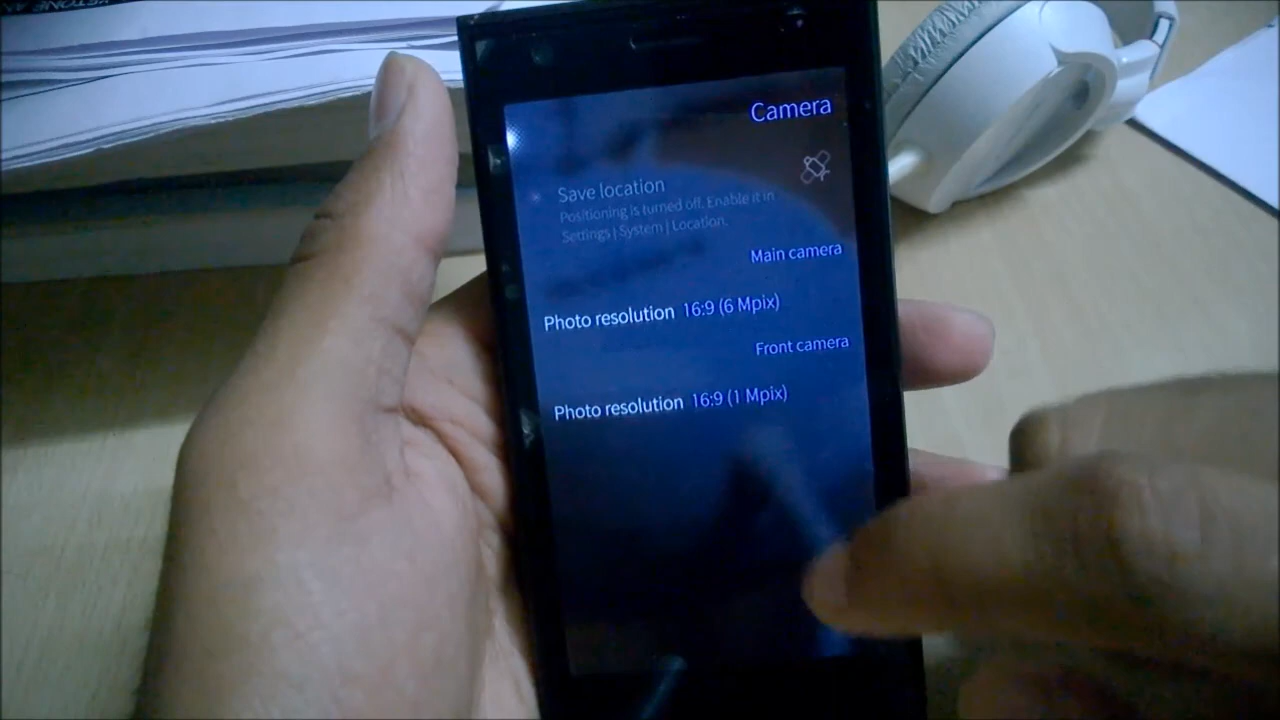 Camera
Save location
Positioning is turned off. Enable it in
Settings | System | Location.
Main camera
Photo resolution 16:9 (6 Mpix)
Front camera
Photo resolution 16:9 (1 Mpix)